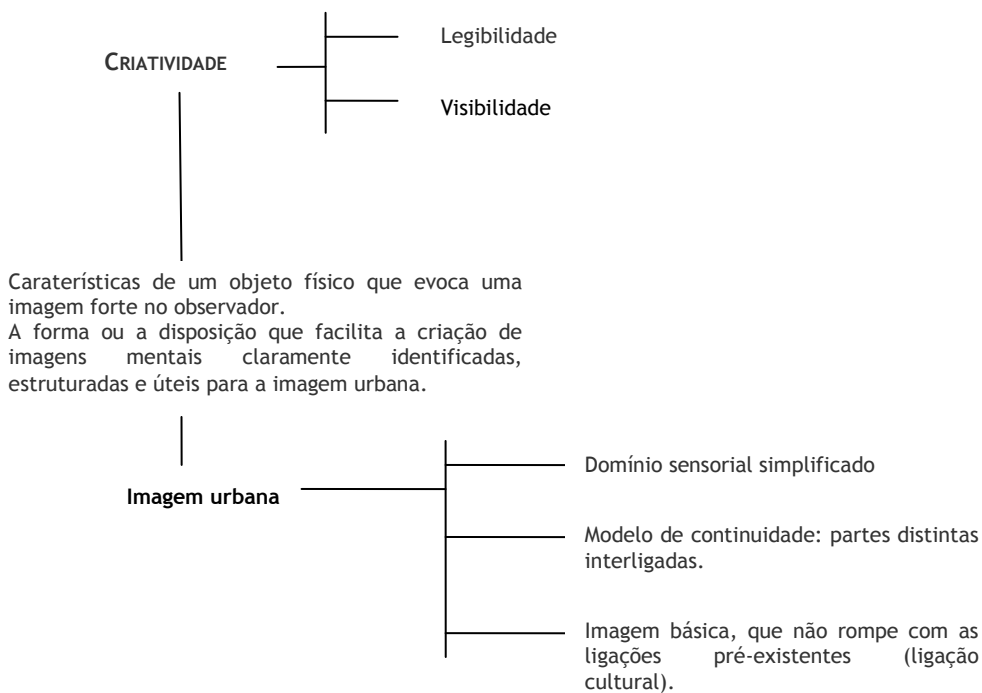 Legibilidade
CRIATIVIDADE
Visibilidade
Caraterísticas de um objeto físico que evoca uma
imagem forte no observador.
A forma ou a disposição que facilita a criação de
imagens mentais claramente identificadas,
estruturadas e úteis para a imagem urbana.
Imagem urbana
Domínio sensorial simplificado
Modelo de continuidade: partes distintas
interligadas.
Imagem básica, que não rompe com as
ligações pré-existentes (ligação
cultural).